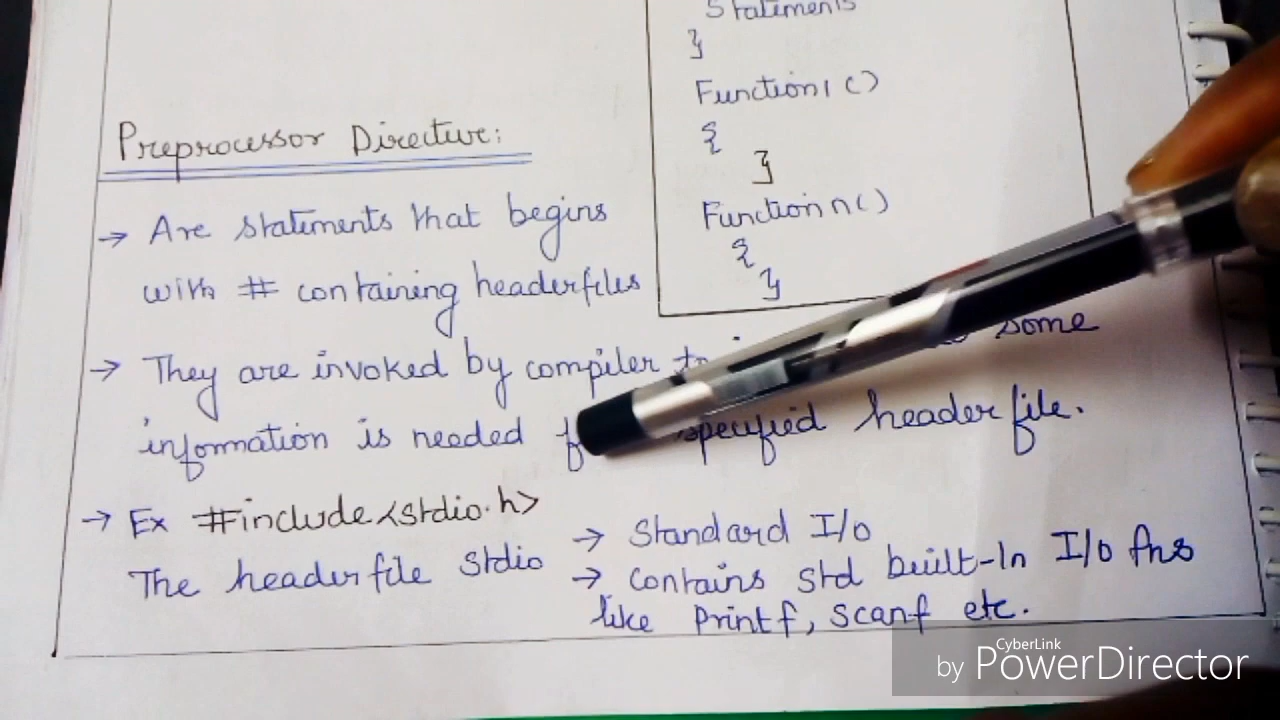 Statements
}
Function1 ()
{
}
Function n()
{
}
Preprocessor Directive:
→ Are statements that begins
with # containing headerfiles
→ They are invoked by compiler to some
information is needed specified header file.
→ Ex #include<stdio.h>
The header file stdio → Standard I/o
→ contains std built-In I/o fns
like Printf, scanf etc.
CyberLink
by PowerDirector